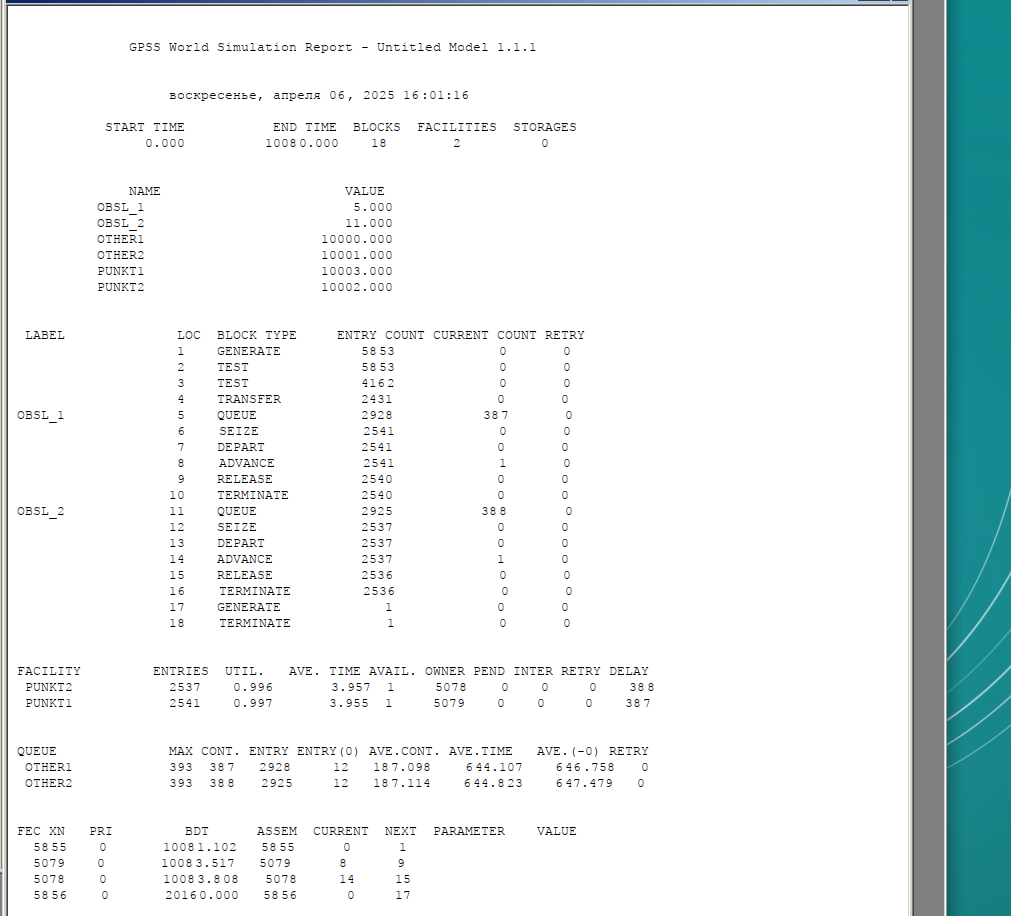 GPSS World Simulation Report - Untitled Model 1.1.1
воскресенье, апреля 06, 2025 16:01:16
START TIME END TIME BLOCKS FACILITIES STORAGES
0.000 10080.000 18 2 0
NAME VALUE
OBSL_1 5.000
OBSL_2 11.000
OTHER1 10000.000
OTHER2 10001.000
PUNKT1 10003.000
PUNKT2 10002.000
LABEL LOC BLOCK TYPE ENTRY COUNT CURRENT COUNT RETRY
1 GENERATE 5853 0 0
2 TEST 5853 0 0
3 TEST 4162 0 0
4 TRANSFER 2431 0 0
OBSL_1 5 QUEUE 2928 387 0
6 SEIZE 2541 0 0
7 DEPART 2541 0 0
8 ADVANCE 2541 1 0
9 RELEASE 2540 0 0
10 TERMINATE 2540 0 0
OBSL_2 11 QUEUE 2925 388 0
12 SEIZE 2537 0 0
13 DEPART 2537 0 0
14 ADVANCE 2537 1 0
15 RELEASE 2536 0 0
16 TERMINATE 2536 0 0
17 GENERATE 1 0 0
18 TERMINATE 1 0 0
FACILITY ENTRIES UTIL. AVE. TIME AVAIL. OWNER PEND INTER RETRY DELAY
PUNKT2 2537 0.996 3.957 1 5078 0 0 0 388
PUNKT1 2541 0.997 3.955 1 5079 0 0 0 387
QUEUE MAX CONT. ENTRY ENTRY(0) AVE.CONT. AVE.TIME AVE.(-0) RETRY
OTHER1 393 387 2928 12 187.098 644.107 646.758 0
OTHER2 393 388 2925 12 187.114 644.823 647.479 0
FEC XN PRI BDT ASSEM CURRENT NEXT PARAMETER VALUE
5855 0 10081.102 5855 0 1
5079 0 10083.517 5079 8 9
5078 0 10083.808 5078 14 15
5856 0 20160.000 5856 0 17